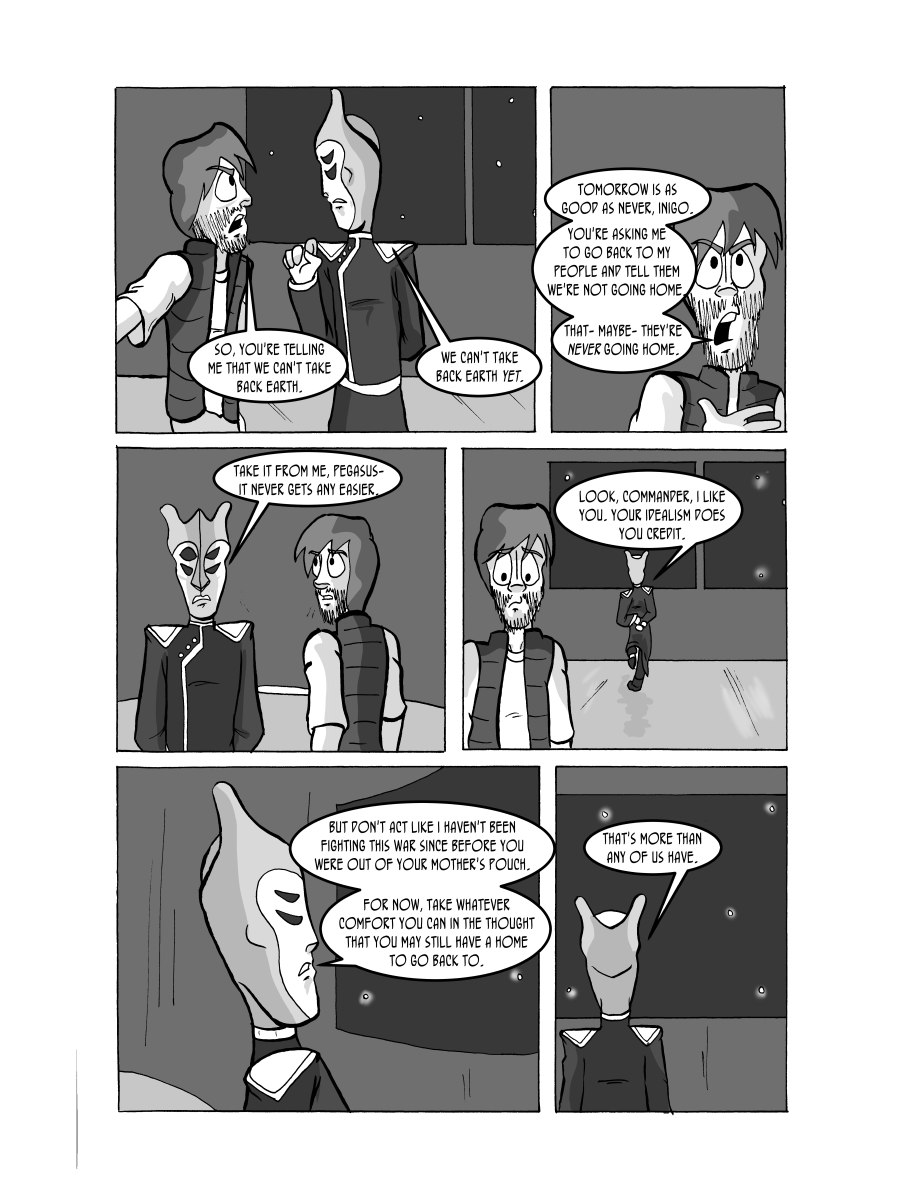 SO, YOU'RE TELLING
ME THAT WE CAN'T TAKE
BACK EARTH.
WE CAN'T TAKE
BACK EARTH YET.
TOMORROW IS AS
GOOD AS NEVER, INIGO.
YOU'RE ASKING ME
TO GO BACK TO MY
PEOPLE AND TELL THEM
WE'RE NOT GOING HOME.
THAT- MAYBE- THEY'RE
NEVER GOING HOME.
TAKE IT FROM ME, PEGASUS-
IT NEVER GETS ANY EASIER.
LOOK, COMMANDER, I LIKE
YOU. YOUR IDEALISM DOES
YOU CREDIT.
BUT DON'T ACT LIKE I HAVEN'T BEEN
FIGHTING THIS WAR SINCE BEFORE YOU
WERE OUT OF YOUR MOTHER'S POUCH.
FOR NOW, TAKE WHATEVER
COMFORT YOU CAN IN THE THOUGHT
THAT YOU MAY STILL HAVE A HOME
TO GO BACK TO.
THAT'S MORE THAN
ANY OF US HAVE.